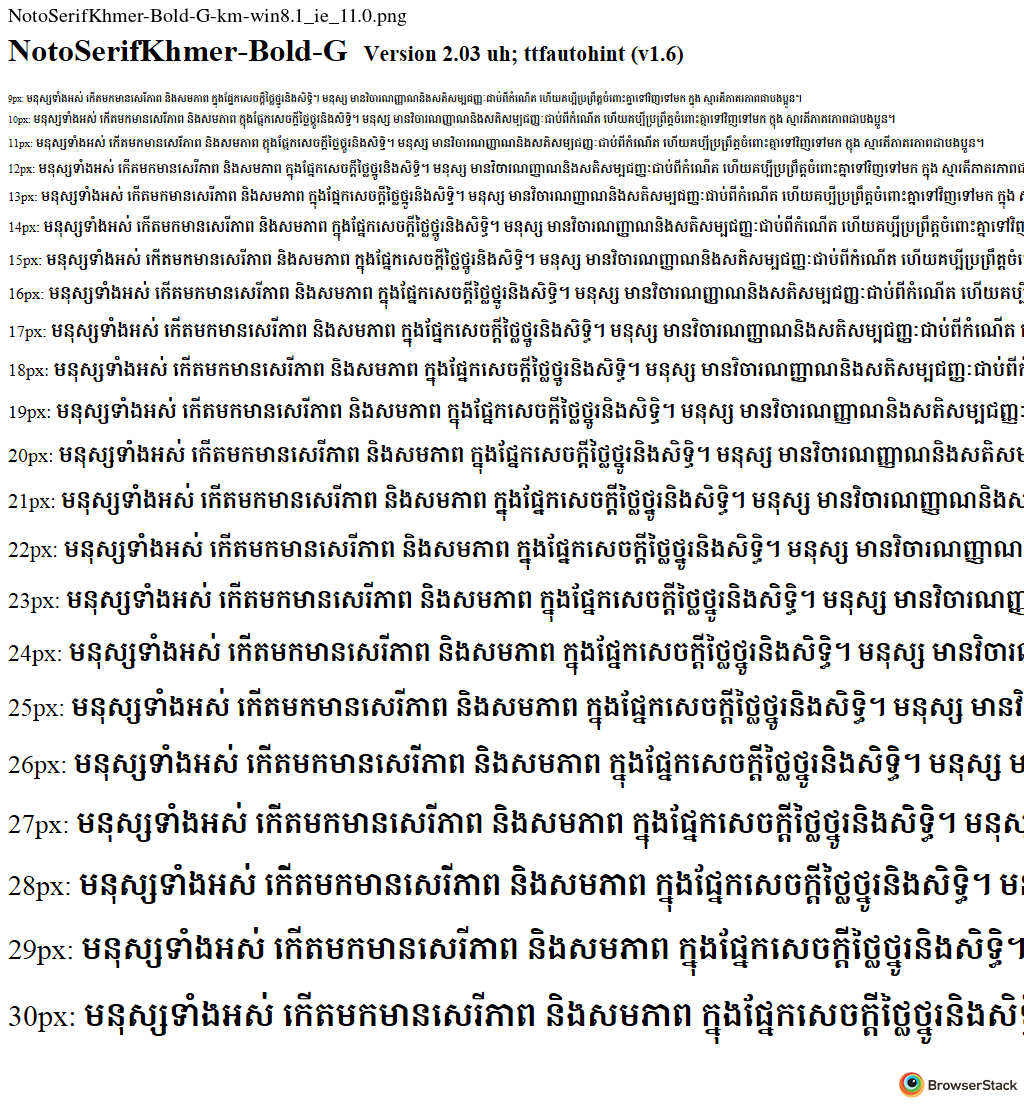 NotoSerifKhmer-Bold-G-km-win8.1_ie_11.0.png
NotoSerifKhmer-Bold-G Version 2.03 uh; ttfautohint (v1.6)
9px: មនុស្សទាំងអស់ កើតមកមានសេរីភាព និងសមភាព ក្នុងផ្នែកសេចក្ដីថ្លៃថ្នូរនិងសិទ្ធិ។ មនុស្ស មានវិចារណញ្ញាណនិងសតិសម្បជញ្ញៈជាប់ពីកំណើត ហើយគប្បីប្រព្រឹត្តចំពោះគ្នាទៅវិញទៅមក ក្នុង ស្មារតីភាតរភាពជាបងប្អូន។
10px: មនុស្សទាំងអស់ កើតមកមានសេរីភាព និងសមភាព ក្នុងផ្នែកសេចក្ដីថ្លៃថ្នូរនិងសិទ្ធិ។ មនុស្ស មានវិចារណញ្ញាណនិងសតិសម្បជញ្ញៈជាប់ពីកំណើត ហើយគប្បីប្រព្រឹត្តចំពោះគ្នាទៅវិញទៅមក ក្នុង ស្មារតីភាតរភាពជាបងប្អូន។
11px: មនុស្សទាំងអស់ កើតមកមានសេរីភាព និងសមភាព ក្នុងផ្នែកសេចក្ដីថ្លៃថ្នូរនិងសិទ្ធិ។ មនុស្ស មានវិចារណញ្ញាណនិងសតិសម្បជញ្ញៈជាប់ពីកំណើត ហើយគប្បីប្រព្រឹត្តចំពោះគ្នាទៅវិញទៅមក ក្នុង ស្មារតីភាតរភាពជាបងប្អូន។
12px: មនុស្សទាំងអស់ កើតមកមានសេរីភាព និងសមភាព ក្នុងផ្នែកសេចក្ដីថ្លៃថ្នូរនិងសិទ្ធិ។ មនុស្ស មានវិចារណញ្ញាណនិងសតិសម្បជញ្ញៈជាប់ពីកំណើត ហើយគប្បីប្រព្រឹត្តចំពោះគ្នាទៅវិញទៅមក ក្នុង ស្មារតីភាតរភាពជា
13px: មនុស្សទាំងអស់ កើតមកមានសេរីភាព និងសមភាព ក្នុងផ្នែកសេចក្ដីថ្លៃថ្នូរនិងសិទ្ធិ។ មនុស្ស មានវិចារណញ្ញាណនិងសតិសម្បជញ្ញៈជាប់ពីកំណើត ហើយគប្បីប្រព្រឹត្តចំពោះគ្នាទៅវិញទៅមក ក្នុង
14px: មនុស្សទាំងអស់ កើតមកមានសេរីភាព និងសមភាព ក្នុងផ្នែកសេចក្ដីថ្លៃថ្នូរនិងសិទ្ធិ។ មនុស្ស មានវិចារណញ្ញាណនិងសតិសម្បជញ្ញៈជាប់ពីកំណើត ហើយគប្បីប្រព្រឹត្តចំពោះគ្នាទៅវិញ
15px: មនុស្សទាំងអស់ កើតមកមានសេរីភាព និងសមភាព ក្នុងផ្នែកសេចក្ដីថ្លៃថ្នូរនិងសិទ្ធិ។ មនុស្ស មានវិចារណញ្ញាណនិងសតិសម្បជញ្ញៈជាប់ពីកំណើត ហើយគប្បីប្រព្រឹត្តចំ
16px: មនុស្សទាំងអស់ កើតមកមានសេរីភាព និងសមភាព ក្នុងផ្នែកសេចក្ដីថ្លៃថ្នូរនិងសិទ្ធិ។ មនុស្ស មានវិចារណញ្ញាណនិងសតិសម្បជញ្ញៈជាប់ពីកំណើត ហើយគប្បី
17px: មនុស្សទាំងអស់ កើតមកមានសេរីភាព និងសមភាព ក្នុងផ្នែកសេចក្ដីថ្លៃថ្នូរនិងសិទ្ធិ។ មនុស្ស មានវិចារណញ្ញាណនិងសតិសម្បជញ្ញៈជាប់ពីកំណើត
18px: មនុស្សទាំងអស់ កើតមកមានសេរីភាព និងសមភាព ក្នុងផ្នែកសេចក្ដីថ្លៃថ្នូរនិងសិទ្ធិ។ មនុស្ស មានវិចារណញ្ញាណនិងសតិសម្បជញ្ញៈជាប់ពីកំ
19px: មនុស្សទាំងអស់ កើតមកមានសេរីភាព និងសមភាព ក្នុងផ្នែកសេចក្ដីថ្លៃថ្នូរនិងសិទ្ធិ។ មនុស្ស មានវិចារណញ្ញាណនិងសតិសម្បជញ្ញៈ
20px: មនុស្សទាំងអស់ កើតមកមានសេរីភាព និងសមភាព ក្នុងផ្នែកសេចក្ដីថ្លៃថ្នូរនិងសិទ្ធិ។ មនុស្ស មានវិចារណញ្ញាណនិងសតិសម
21px: មនុស្សទាំងអស់ កើតមកមានសេរីភាព និងសមភាព ក្នុងផ្នែកសេចក្ដីថ្លៃថ្នូរនិងសិទ្ធិ។ មនុស្ស មានវិចារណញ្ញាណនិងស
22px: មនុស្សទាំងអស់ កើតមកមានសេរីភាព និងសមភាព ក្នុងផ្នែកសេចក្ដីថ្លៃថ្នូរនិងសិទ្ធិ។ មនុស្ស មានវិចារណញ្ញាណ
23px: មនុស្សទាំងអស់ កើតមកមានសេរីភាព និងសមភាព ក្នុងផ្នែកសេចក្ដីថ្លៃថ្នូរនិងសិទ្ធិ។ មនុស្ស មានវិចារណញ្ញ
24px: មនុស្សទាំងអស់ កើតមកមានសេរីភាព និងសមភាព ក្នុងផ្នែកសេចក្ដីថ្លៃថ្នូរនិងសិទ្ធិ។ មនុស្ស មានវិចារ
25px: មនុស្សទាំងអស់ កើតមកមានសេរីភាព និងសមភាព ក្នុងផ្នែកសេចក្ដីថ្លៃថ្នូរនិងសិទ្ធិ។ មនុស្ស មានវិ
26px: មនុស្សទាំងអស់ កើតមកមានសេរីភាព និងសមភាព ក្នុងផ្នែកសេចក្ដីថ្លៃថ្នូរនិងសិទ្ធិ។ មនុស្ស ម
27px: មនុស្សទាំងអស់ កើតមកមានសេរីភាព និងសមភាព ក្នុងផ្នែកសេចក្ដីថ្លៃថ្នូរនិងសិទ្ធិ។ មនុស
28px: មនុស្សទាំងអស់ កើតមកមានសេរីភាព និងសមភាព ក្នុងផ្នែកសេចក្ដីថ្លៃថ្នូរនិងសិទ្ធិ។ មន
29px: មនុស្សទាំងអស់ កើតមកមានសេរីភាព និងសមភាព ក្នុងផ្នែកសេចក្ដីថ្លៃថ្នូរនិងសិទ្ធិ។
30px: មនុស្សទាំងអស់ កើតមកមានសេរីភាព និងសមភាព ក្នុងផ្នែកសេចក្ដីថ្លៃថ្នូរនិងសិ
BrowserStack